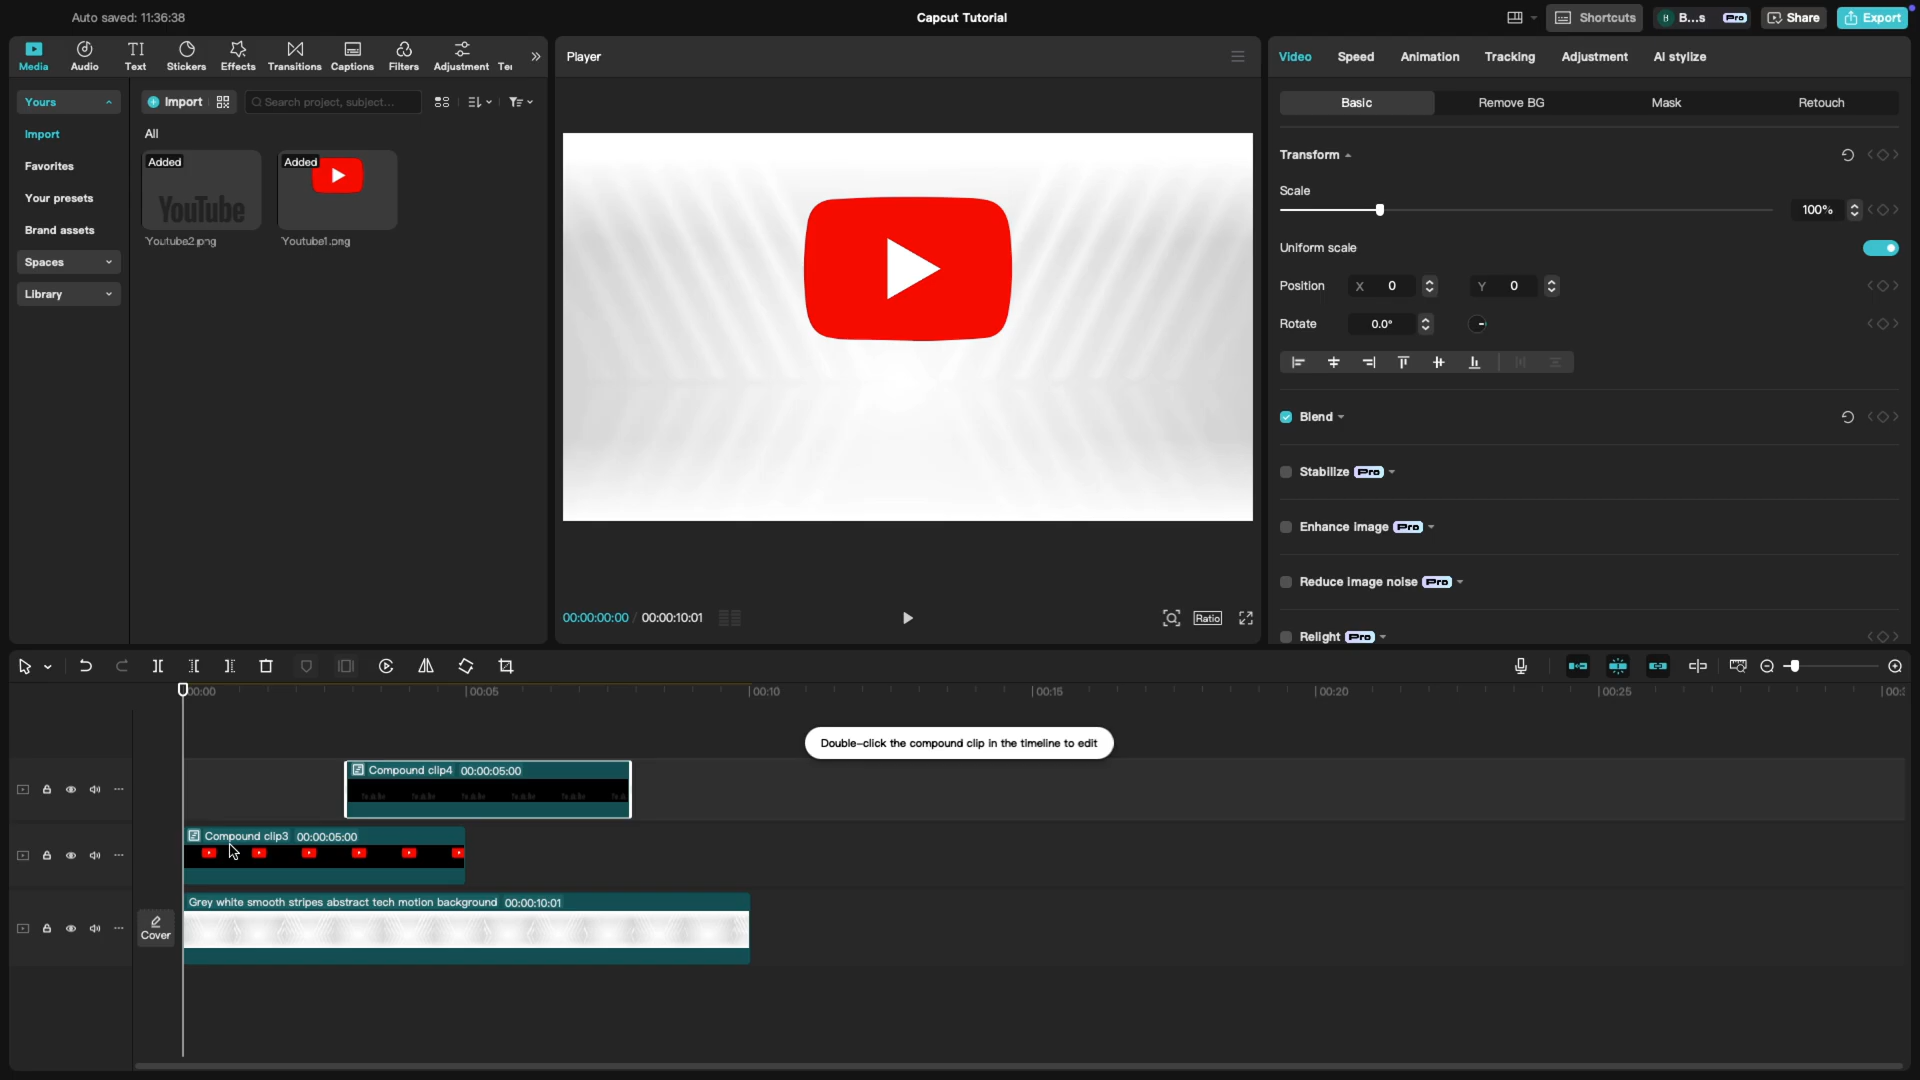 Auto saved: 11:36:38
Capcut Tutorial
Shortcuts
B...s
Pro
Share
Export
Media
Audio
Text
Stickers
Effects
Transitions
Captions
Filters
Adjustment
Player
Video
Speed
Animation
Tracking
Adjustment
AI stylize
Yours
Import
Search project, subject...
Basic
Remove BG
Mask
Retouch
Import
All
Favorites
Your presets
Brand assets
Spaces
Library
Added
YouTube
Youtube2.png
Added
Youtube1.png
Transform
Scale
100%
Uniform scale
Position
X 0
Y 0
Rotate
0.0°
Blend
Stabilize Pro
Enhance image Pro
Reduce image noise Pro
Relight Pro
00:00:00:00 / 00:00:10:01
Ratio
00:00
00:05
00:10
00:15
00:20
00:25
Double-click the compound clip in the timeline to edit
Compound clip4 00:00:05:00
Compound clip3 00:00:05:00
Cover
Grey white smooth stripes abstract tech motion background 00:00:10:01